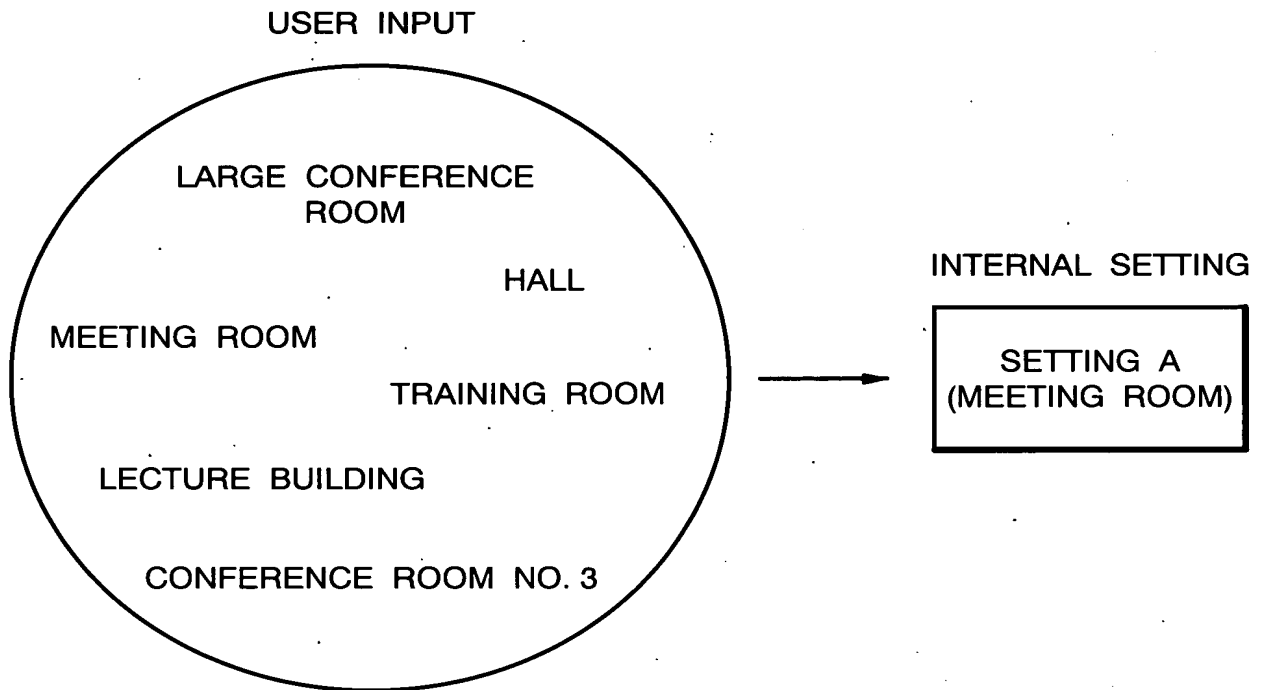 USER INPUT
LARGE CONFERENCE
ROOM
HALL
MEETING ROOM
TRAINING ROOM
LECTURE BUILDING
CONFERENCE ROOM NO. 3
INTERNAL SETTING
SETTING A
(MEETING ROOM)